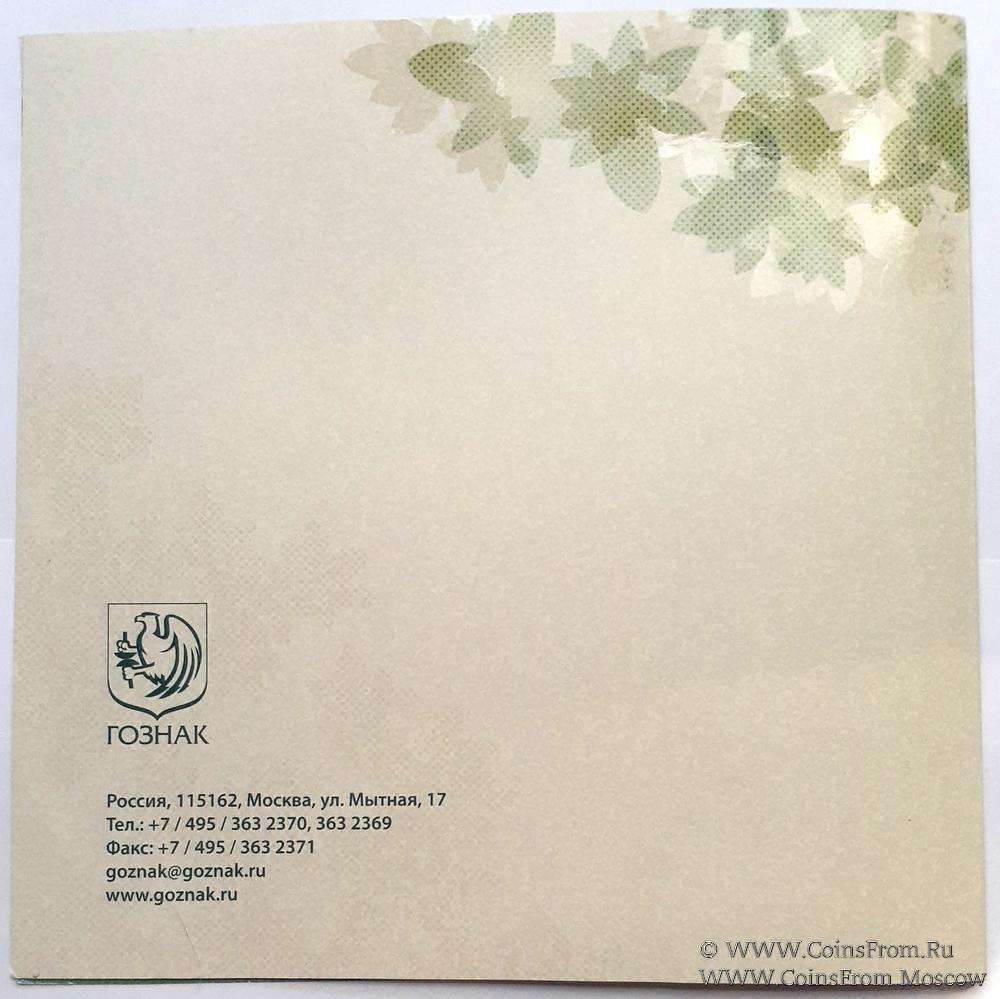 ГОЗНАК
Россия, 115162, Москва, ул. Мытная, 17
Тел.: +7 / 495 / 363 2370, 363 2369
Факс: +7 / 495 / 363 2371
goznak@goznak.ru
www.goznak.ru
© WWW.CoinsFrom.Ru
WWW.CoinsFrom.Moscow